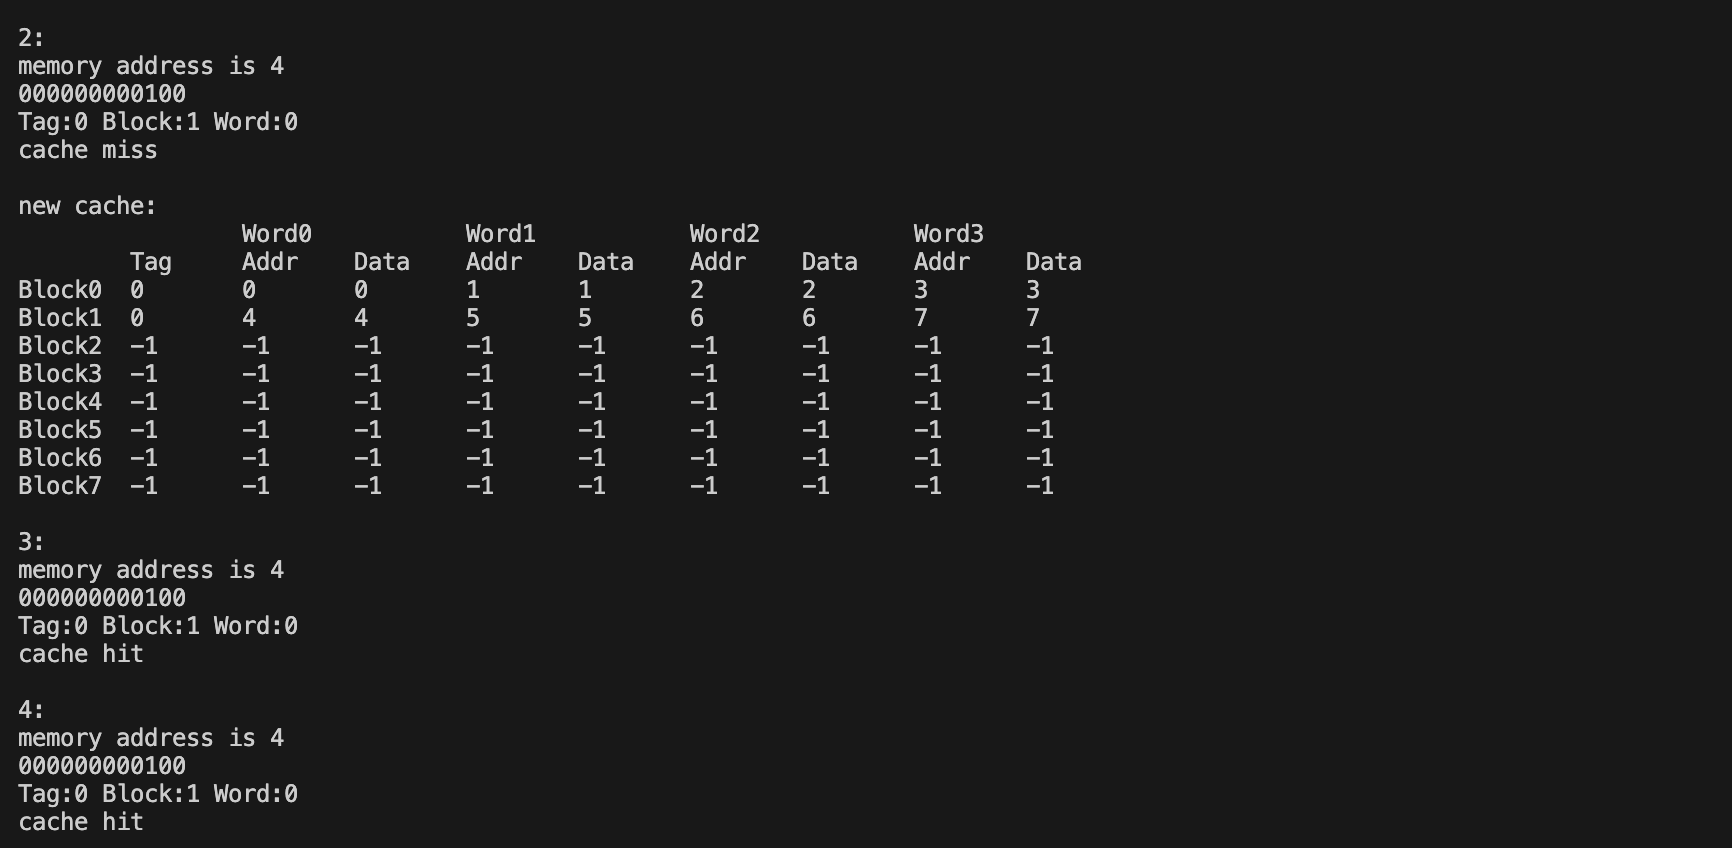 2:
memory address is 4
000000000100
Tag:0 Block:1 Word:0
cache miss
new cache:
Word0 Word1 Word2 Word3
Tag Addr Data Addr Data Addr Data Addr Data
Block0 0 0 0 1 1 2 2 3 3
Block1 0 4 4 5 5 6 6 7 7
Block2 -1 -1 -1 -1 -1 -1 -1 -1 -1
Block3 -1 -1 -1 -1 -1 -1 -1 -1 -1
Block4 -1 -1 -1 -1 -1 -1 -1 -1 -1
Block5 -1 -1 -1 -1 -1 -1 -1 -1 -1
Block6 -1 -1 -1 -1 -1 -1 -1 -1 -1
Block7 -1 -1 -1 -1 -1 -1 -1 -1 -1
3:
memory address is 4
000000000100
Tag:0 Block:1 Word:0
cache hit
4:
memory address is 4
000000000100
Tag:0 Block:1 Word:0
cache hit